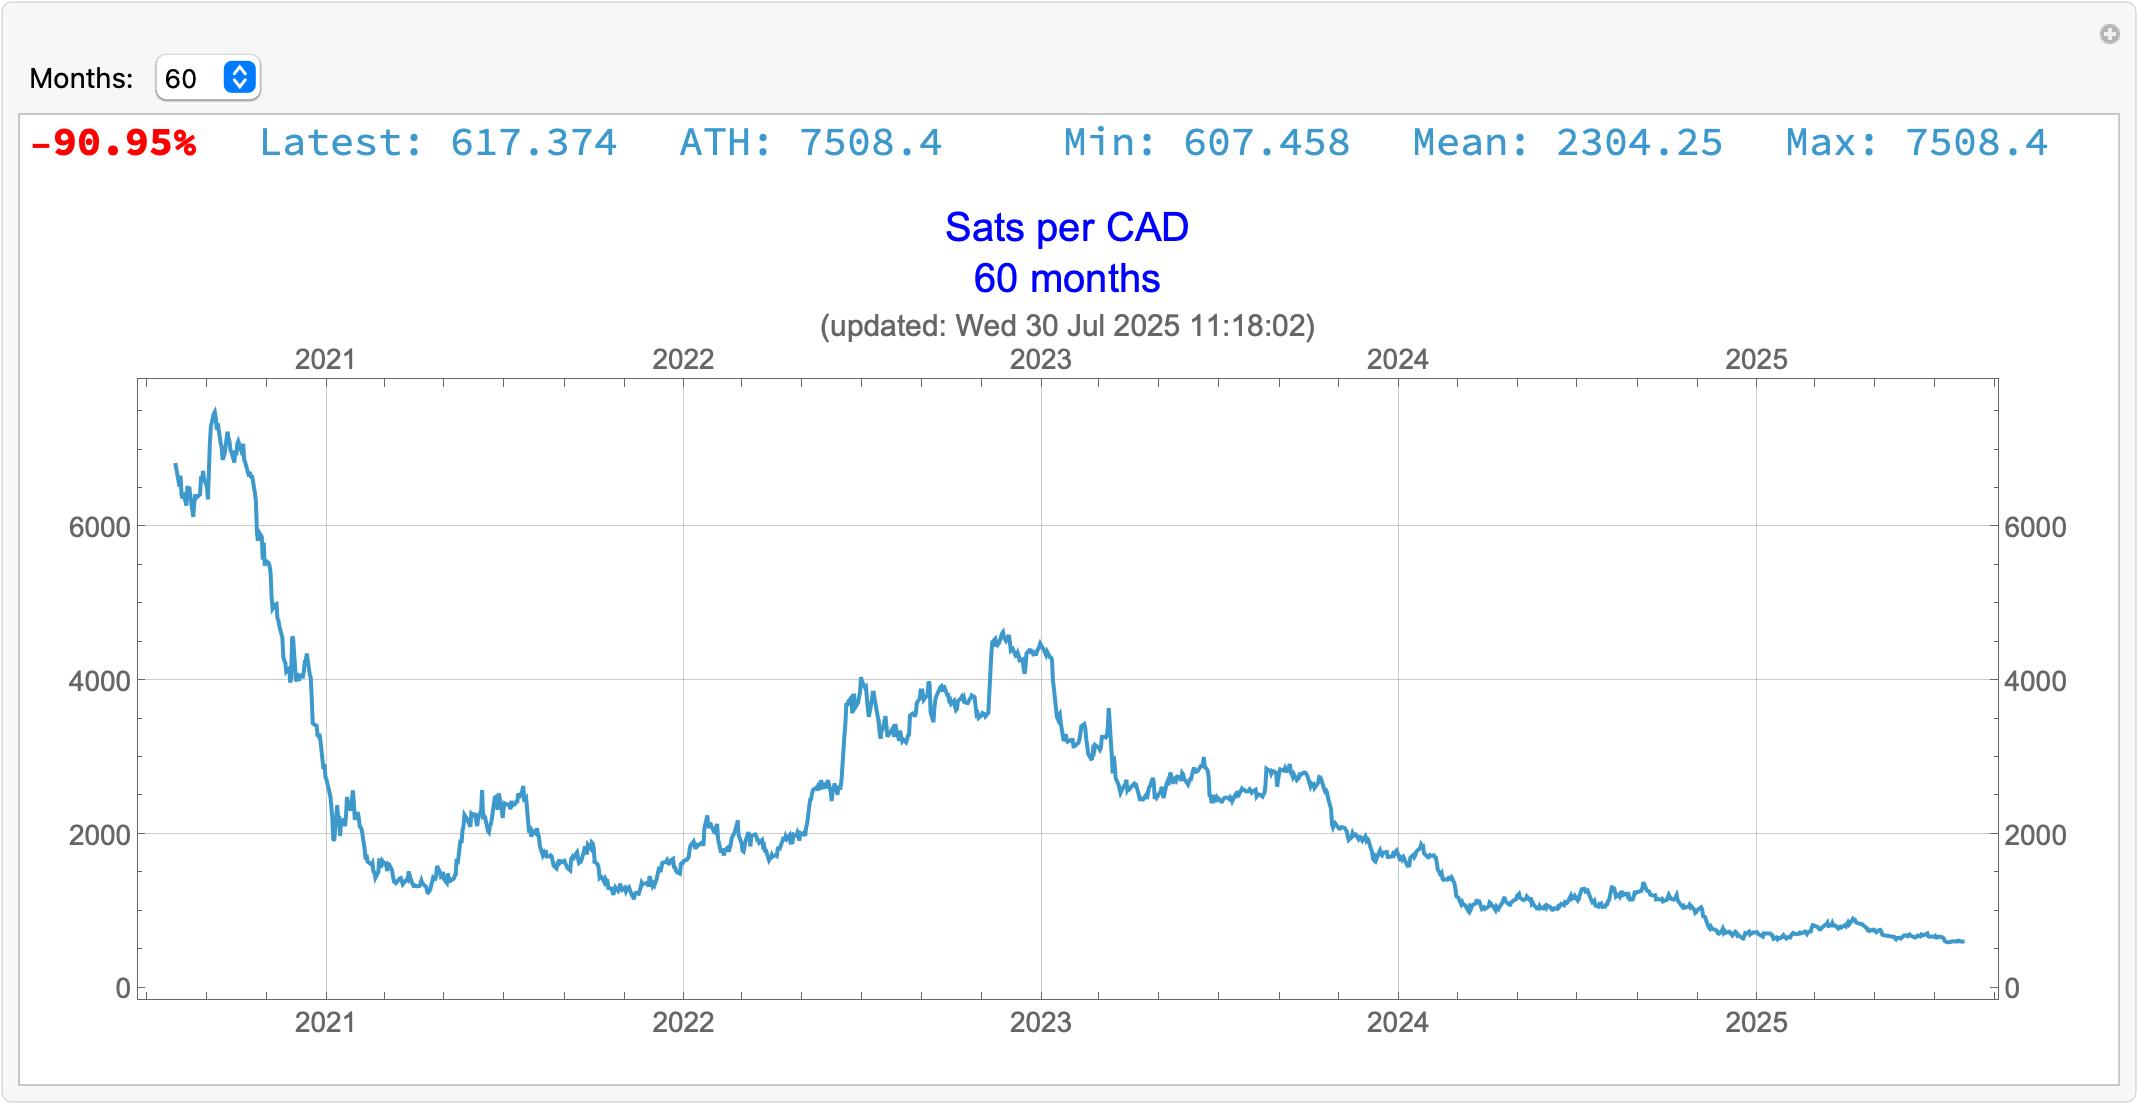 Months: 60
-90.95% Latest: 617.374 ATH: 7508.4 Min: 607.458 Mean: 2304.25 Max: 7508.4
Sats per CAD
60 months
(updated: Wed 30 Jul 2025 11:18:02)
2021 2022 2023 2024 2025
6000 6000
4000 4000
2000 2000
0 0
2021 2022 2023 2024 2025